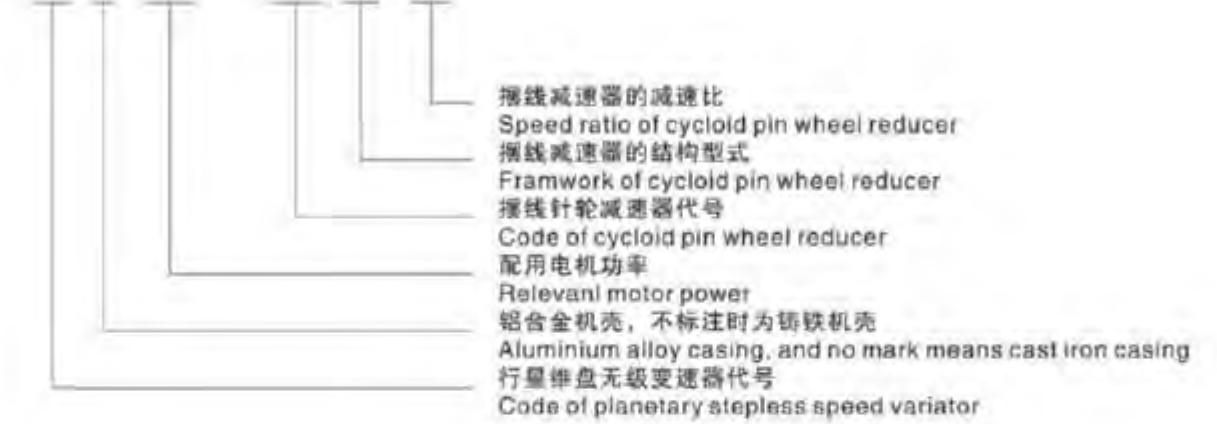 摆线减速器的减速比
Speed ratio of cycloid pin wheel reducer
摆线减速器的结构型式
Framwork of cycloid pin wheel reducer
摆线针轮减速器代号
Code of cycloid pin wheel reducer
配用电机功率
Relevant motor power
铝合金机壳，不标注时为铸铁机壳
Aluminium alloy casing, and no mark means cast iron casing
行星锥盘无级变速器代号
Code of planetary stepless speed variator